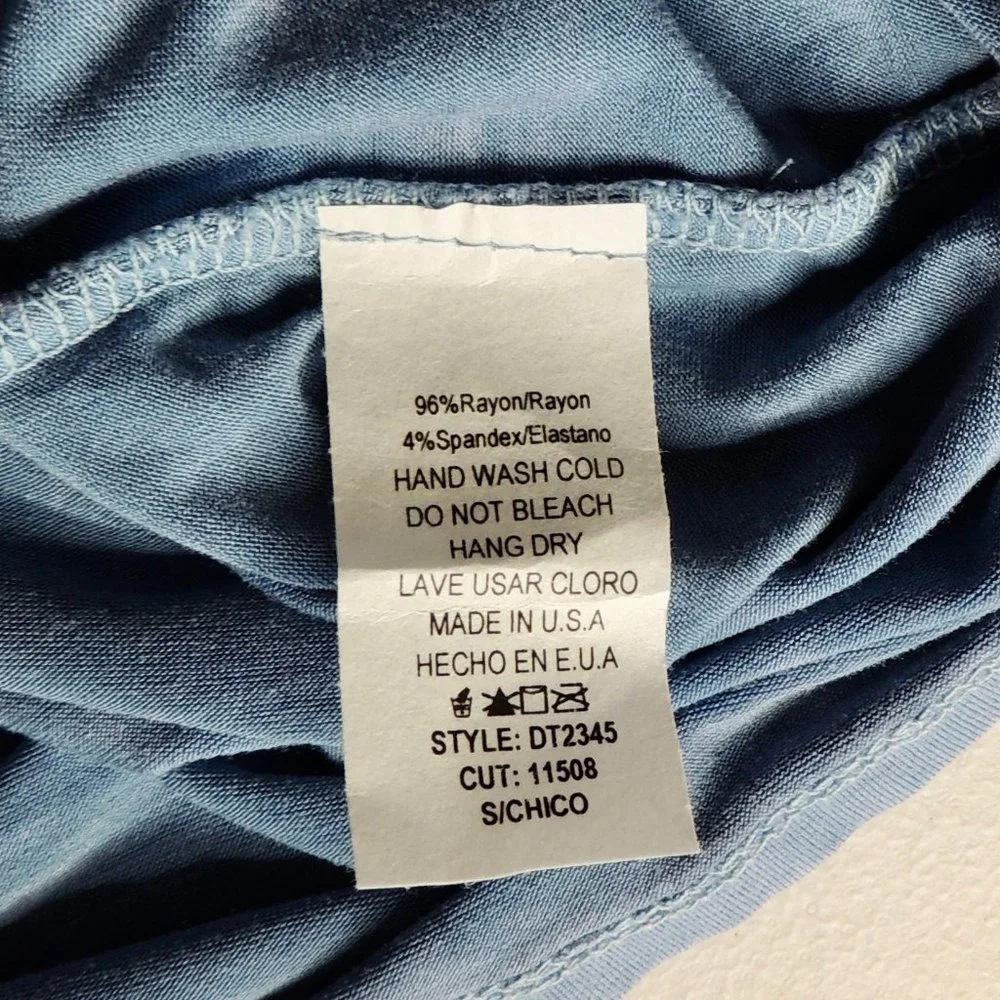 96%Rayon/Rayon
4%Spandex/Elastano
HAND WASH COLD
DO NOT BLEACH
HANG DRY
LAVE USAR CLORO
MADE IN U.S.A
HECHO EN E.U.A
STYLE: DT2345
CUT: 11508
S/CHICO